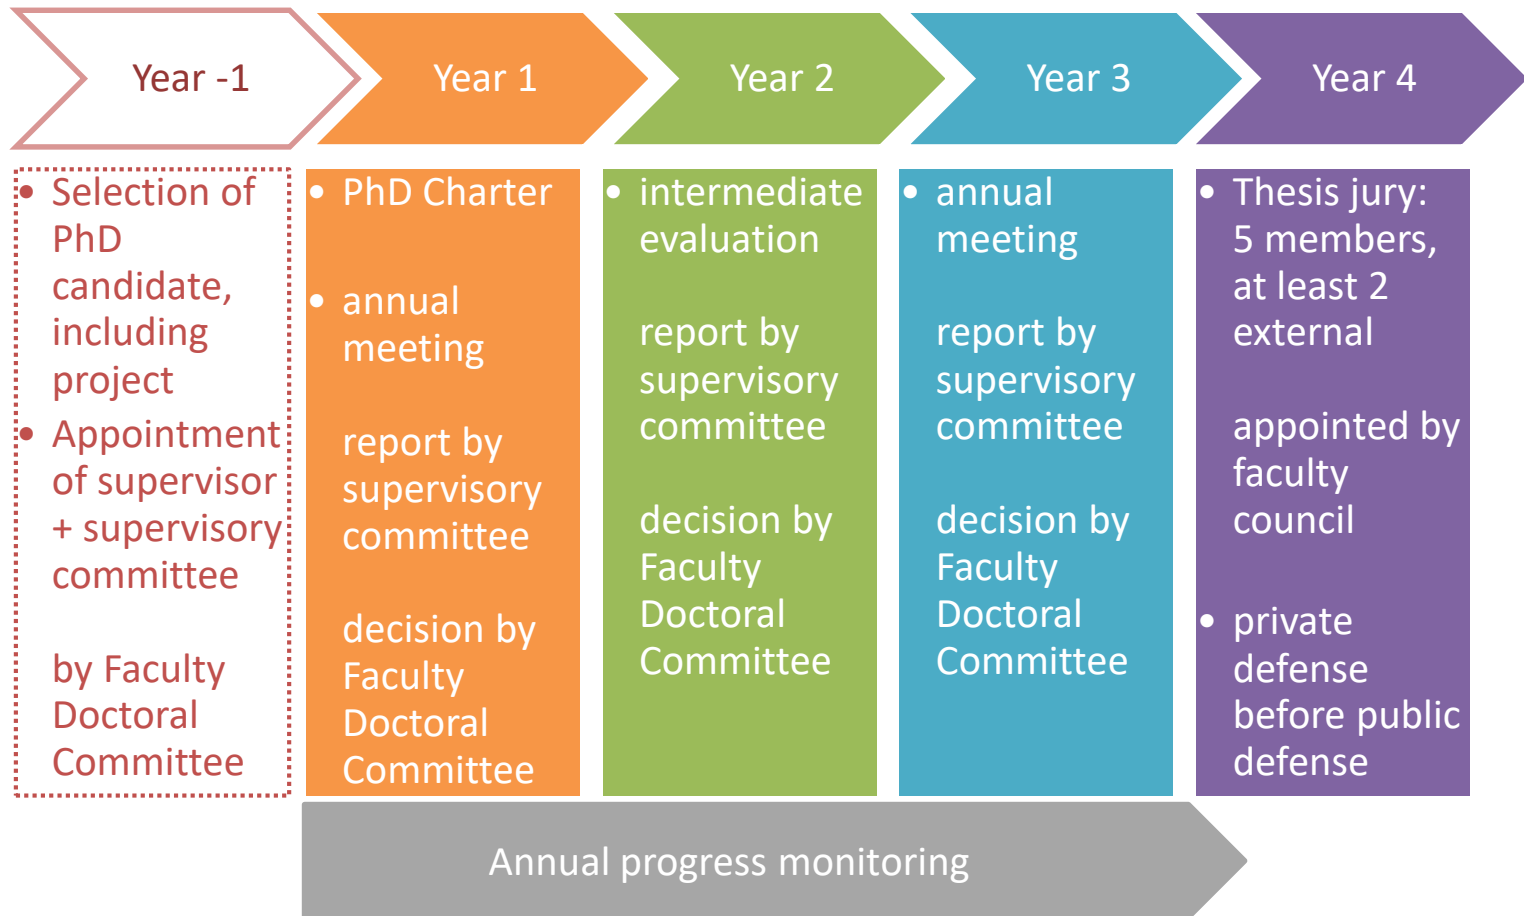 Year -1
Year 1
Year 2
Year 3
Year 4
• Selection of
PhD
candidate,
including
project
• Appointment
of supervisor
+ supervisory
committee
by Faculty
Doctoral
Committee
• PhD Charter
• annual
meeting
report by
supervisory
committee
decision by
Faculty
Doctoral
Committee
• intermediate
evaluation
report by
supervisory
committee
decision by
Faculty
Doctoral
Committee
• annual
meeting
report by
supervisory
committee
decision by
Faculty
Doctoral
Committee
• Thesis jury:
5 members,
at least 2
external
appointed by
faculty
council
• private
defense
before public
defense
Annual progress monitoring